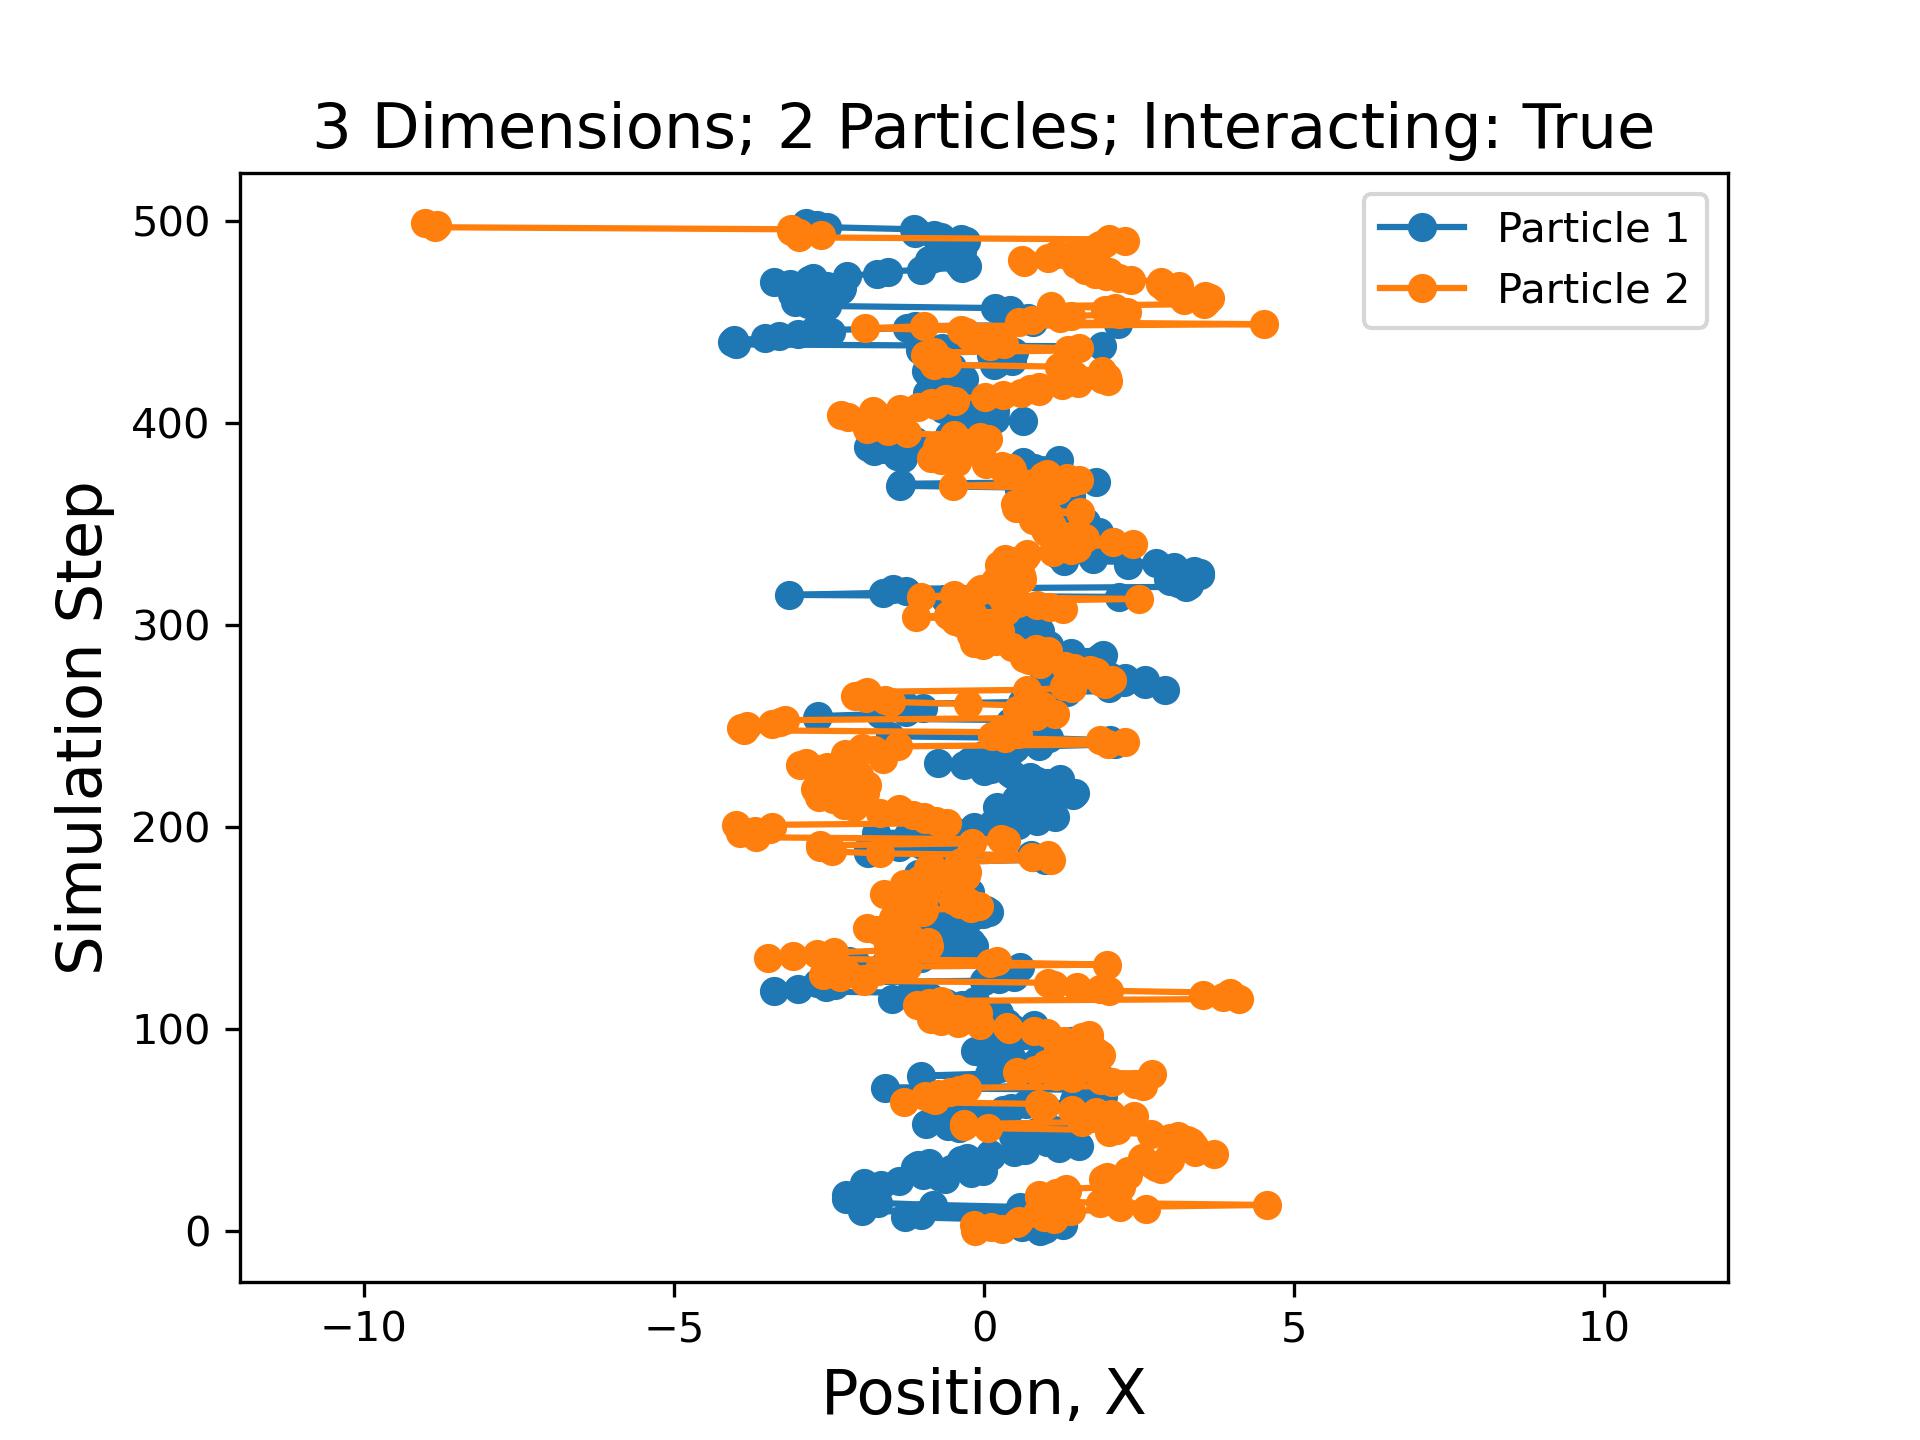 3 Dimensions; 2 Particles; Interacting: True
Particle 1
Particle 2
500
400
300
200
100
0
Simulation Step
−10
−5
0
5
10
Position, X